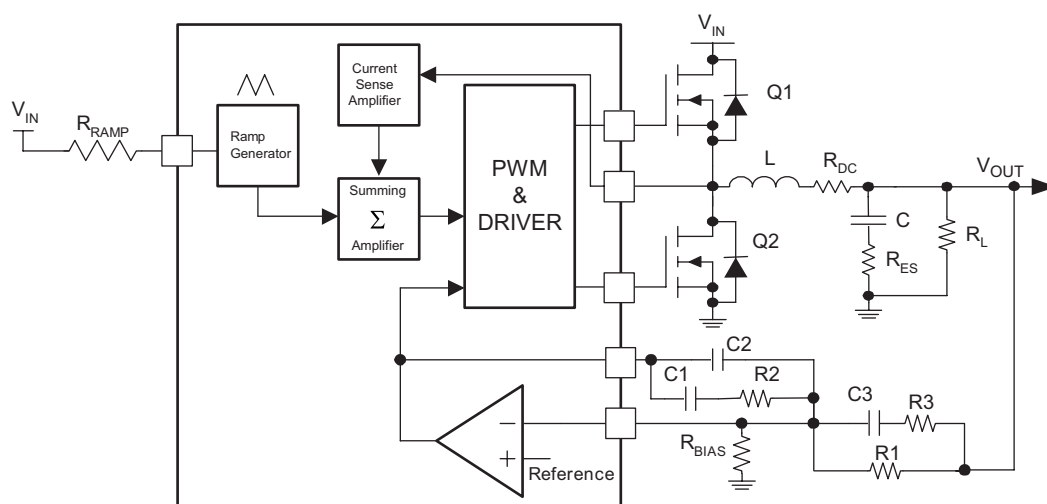 V_IN
Current
Sense
Amplifier
Q1
V_IN
R_RAMP
Ramp
Generator
PWM
&
DRIVER
L
R_DC
V_OUT
Summing
Σ
Amplifier
C
R_L
Q2
R_ES
C2
C1
R2
C3
R3
−
R_BIAS
R1
+
Reference